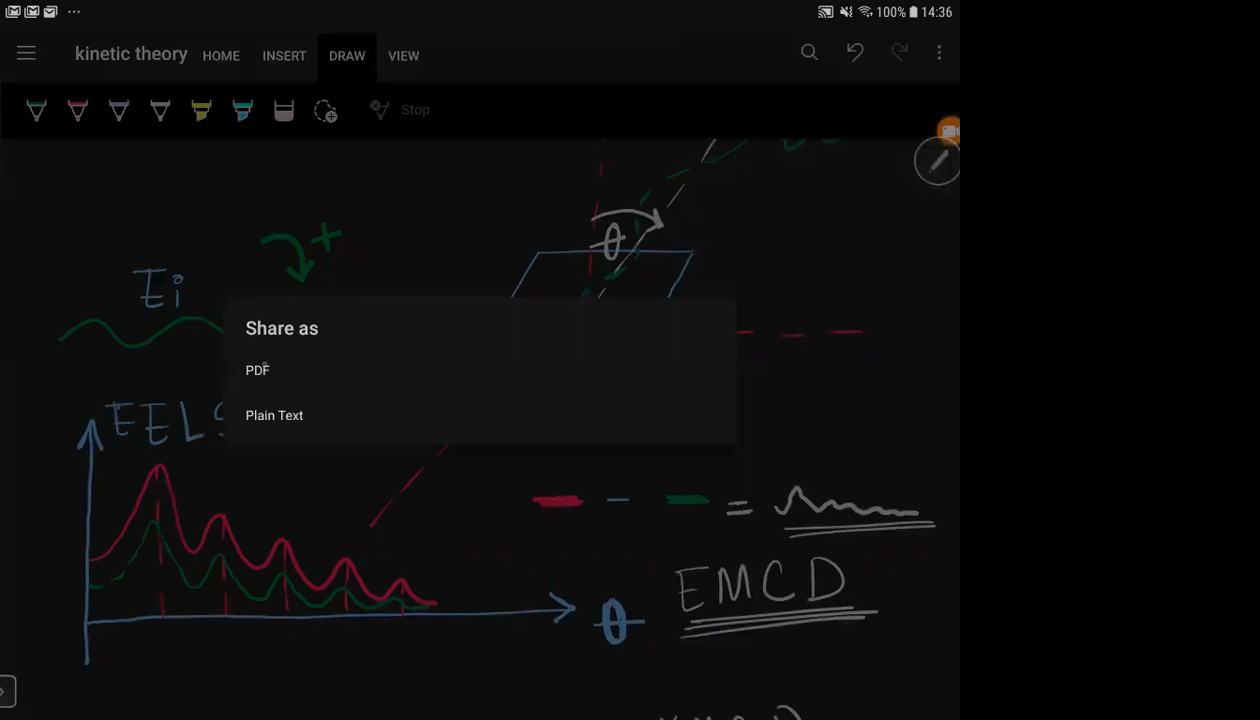 100% 14:36
kinetic theory HOME INSERT DRAW VIEW
Stop
θ
+
Ei
Share as
PDF
Plain Text
EELS
- =
EMCD
θ